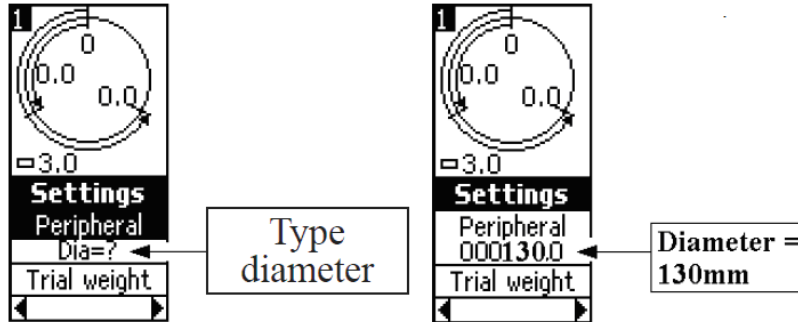 1
0
0.0
0.0
3.0
Settings
Peripheral
Dia=?
Trial weight
Type
diameter
1
0
0.0
0.0
3.0
Settings
Peripheral
000130.0
Trial weight
Diameter =
130mm